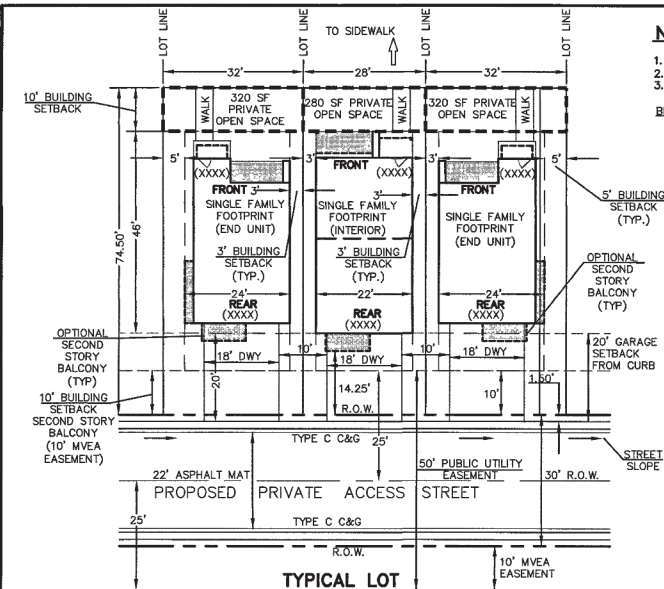 LOT LINE
LOT LINE
LOT LINE
LOT LINE
TO SIDEWALK
N
1.
2.
3.
32'
28'
32'
10' BUILDING
SETBACK
WALK
320 SF
PRIVATE
OPEN SPACE
280 SF PRIVATE
OPEN SPACE
WALK
320 SF PRIVATE
OPEN SPACE
WALK
5'
3'
3'
5'
FRONT
(XXXX)
(XXXX)
(XXXX)
FRONT
FRONT
3'
3'
SINGLE FAMILY
FOOTPRINT
(END UNIT)
SINGLE FAMILY
FOOTPRINT
(INTERIOR)
SINGLE FAMILY
FOOTPRINT
(END UNIT)
5' BUILDING
SETBACK
(TYP.)
74.50'
46'
3' BUILDING
SETBACK
(TYP.)
3' BUILDING
SETBACK
(TYP.)
OPTIONAL
SECOND
STORY
BALCONY
(TYP)
24'
22'
24'
REAR
(XXXX)
REAR
(XXXX)
REAR
(XXXX)
OPTIONAL
SECOND
STORY
BALCONY
(TYP)
18' DWY
20'
10'
18' DWY
10'
18' DWY
20' GARAGE
SETBACK
FROM CURB
10'
BUILDING
SETBACK
SECOND STORY
BALCONY
(10' MVEA
EASEMENT)
14.25'
10'
1.50'
R.O.W.
TYPE C C&G
25'
STREET
SLOPE
22' ASPHALT MAT
50' PUBLIC UTILITY
EASEMENT
30' R.O.W.
PROPOSED PRIVATE ACCESS STREET
25'
TYPE C C&G
R.O.W.
10' MVEA
EASEMENT
TYPICAL LOT